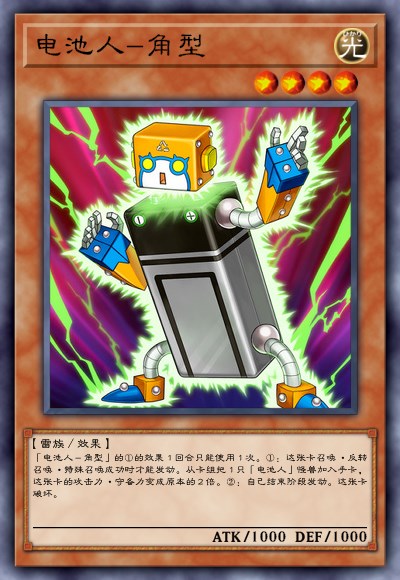 电池人-角型
ひかり
光
【雷族／效果】
「电池人-角型」的①的效果1回合只能使用1次。①：这张卡召唤·反转
召唤·特殊召唤成功时才能发动。从卡组把1只「电池人」怪兽加入手卡，
这张卡的攻击力·守备力变成原本的2倍。②：自己结束阶段发动。这张卡
破坏。
ATK/1000 DEF/1000